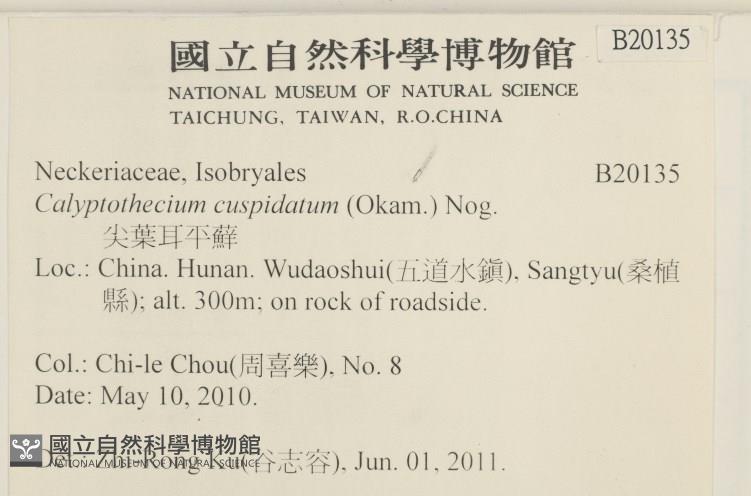 國立自然科學博物館
B20135
NATIONAL MUSEUM OF NATURAL SCIENCE
TAICHUNG, TAIWAN, R.O.CHINA
Neckeriaceae, Isobryales B20135
Calyptothecium cuspidatum (Okam.) Nog.
尖葉耳平蘚
Loc.: China. Hunan. Wudaoshui(五道水鎭), Sangtyu(桑植
縣); alt. 300m; on rock of roadside.
Col.: Chi-le Chou(周喜樂), No. 8
Date: May 10, 2010.
國立自然科學博物館
NATIONAL MUSEUM OF NATURAL SCIENCE
(谷志容), Jun. 01, 2011.